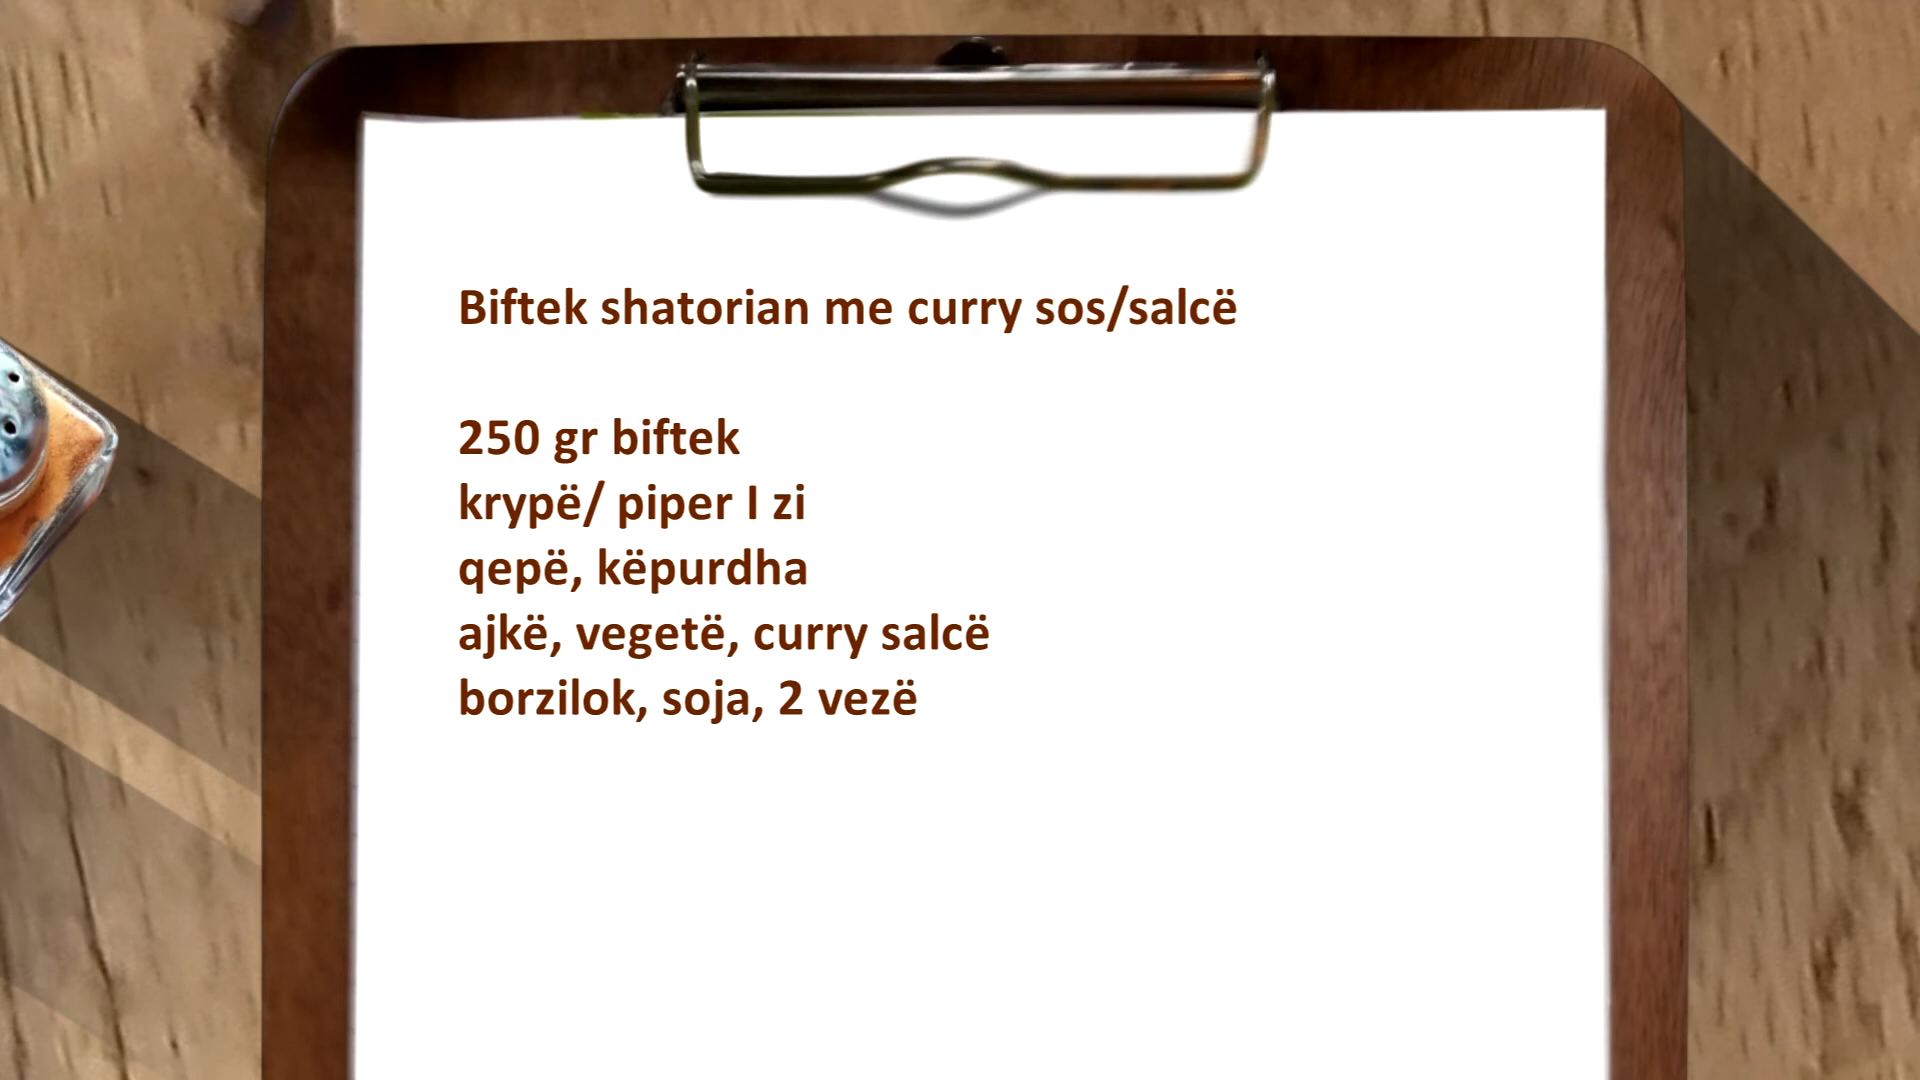 Biftek shatorian me curry sos/salcë
250 gr biftek
krypë/ piper I zi
qepë, këpurdha
ajkë, vegetë, curry salcë
borzilok, soja, 2 vezë